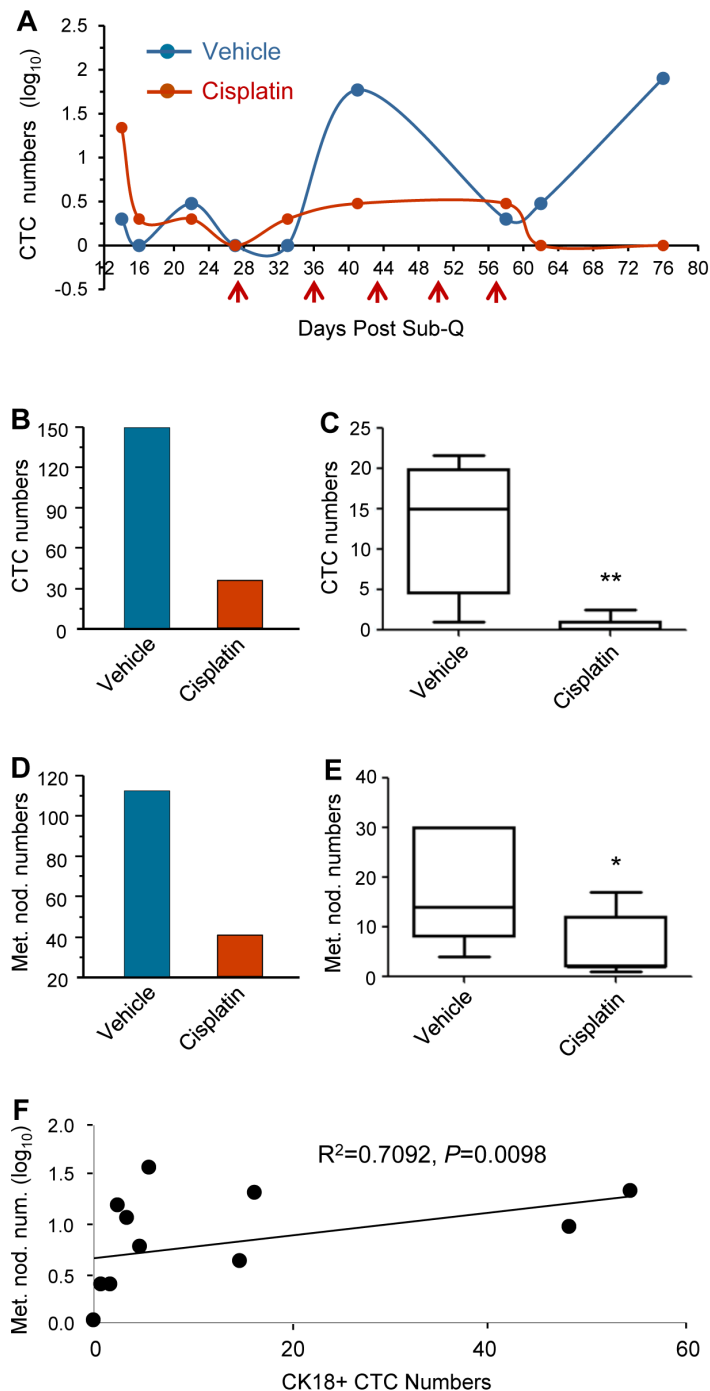 A
Vehicle
Cisplatin
CTC numbers (log10)
2.5
2
1.5
1
0.5
0
-0.5
12 16 20 24 28 32 36 40 44 48 52 56 60 64 68 72 76 80
Days Post Sub-Q
B
CTC numbers
150
120
90
60
30
0
Vehicle
Cisplatin
C
CTC numbers
25
20
15
10
5
0
**
Vehicle
Cisplatin
D
Met. nod. numbers
120
100
80
60
40
20
Vehicle
Cisplatin
E
Met. nod. numbers
40
30
20
10
0
*
Vehicle
Cisplatin
F
Met. nod. num. (log10)
2.0
1.5
1.0
0.5
0.0
R2=0.7092, P=0.0098
0 20 40 60
CK18+ CTC Numbers